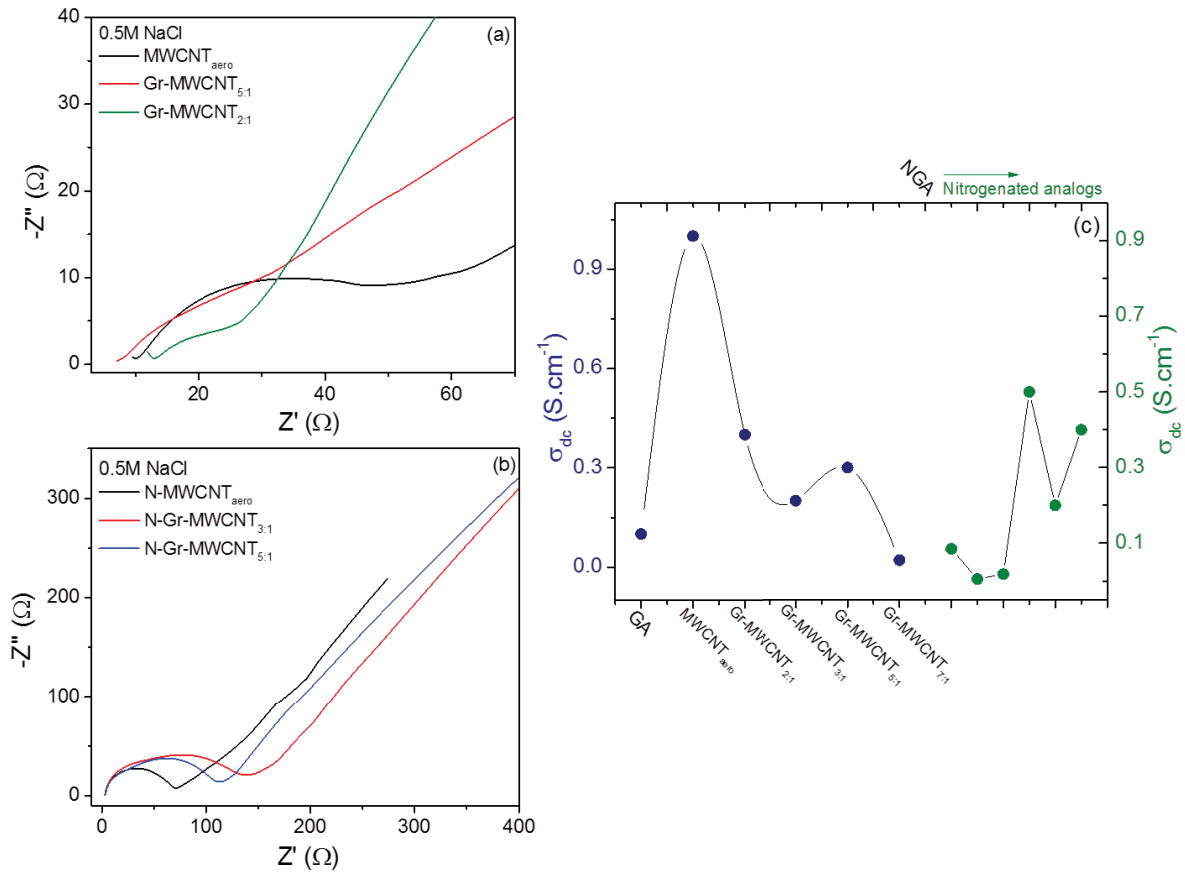 (a)
0.5M NaCl
MWCNTaero
Gr-MWCNT5:1
Gr-MWCNT2:1
40
30
20
10
0
-Z'' (Ω)
20 40 60
Z' (Ω)
(b)
0.5M NaCl
N-MWCNTaero
N-Gr-MWCNT3:1
N-Gr-MWCNT5:1
300
200
100
0
-Z'' (Ω)
0 100 200 300 400
Z' (Ω)
NGA
Nitrogenated analogs
(c)
0.9
0.6
0.3
0.0
σdc (S.cm-1)
0.9
0.7
0.5
0.3
0.1
σdc (S.cm-1)
GA
MWCNTaero
Gr-MWCNT2:1
Gr-MWCNT3:1
Gr-MWCNT5:1
Gr-MWCNT7:1